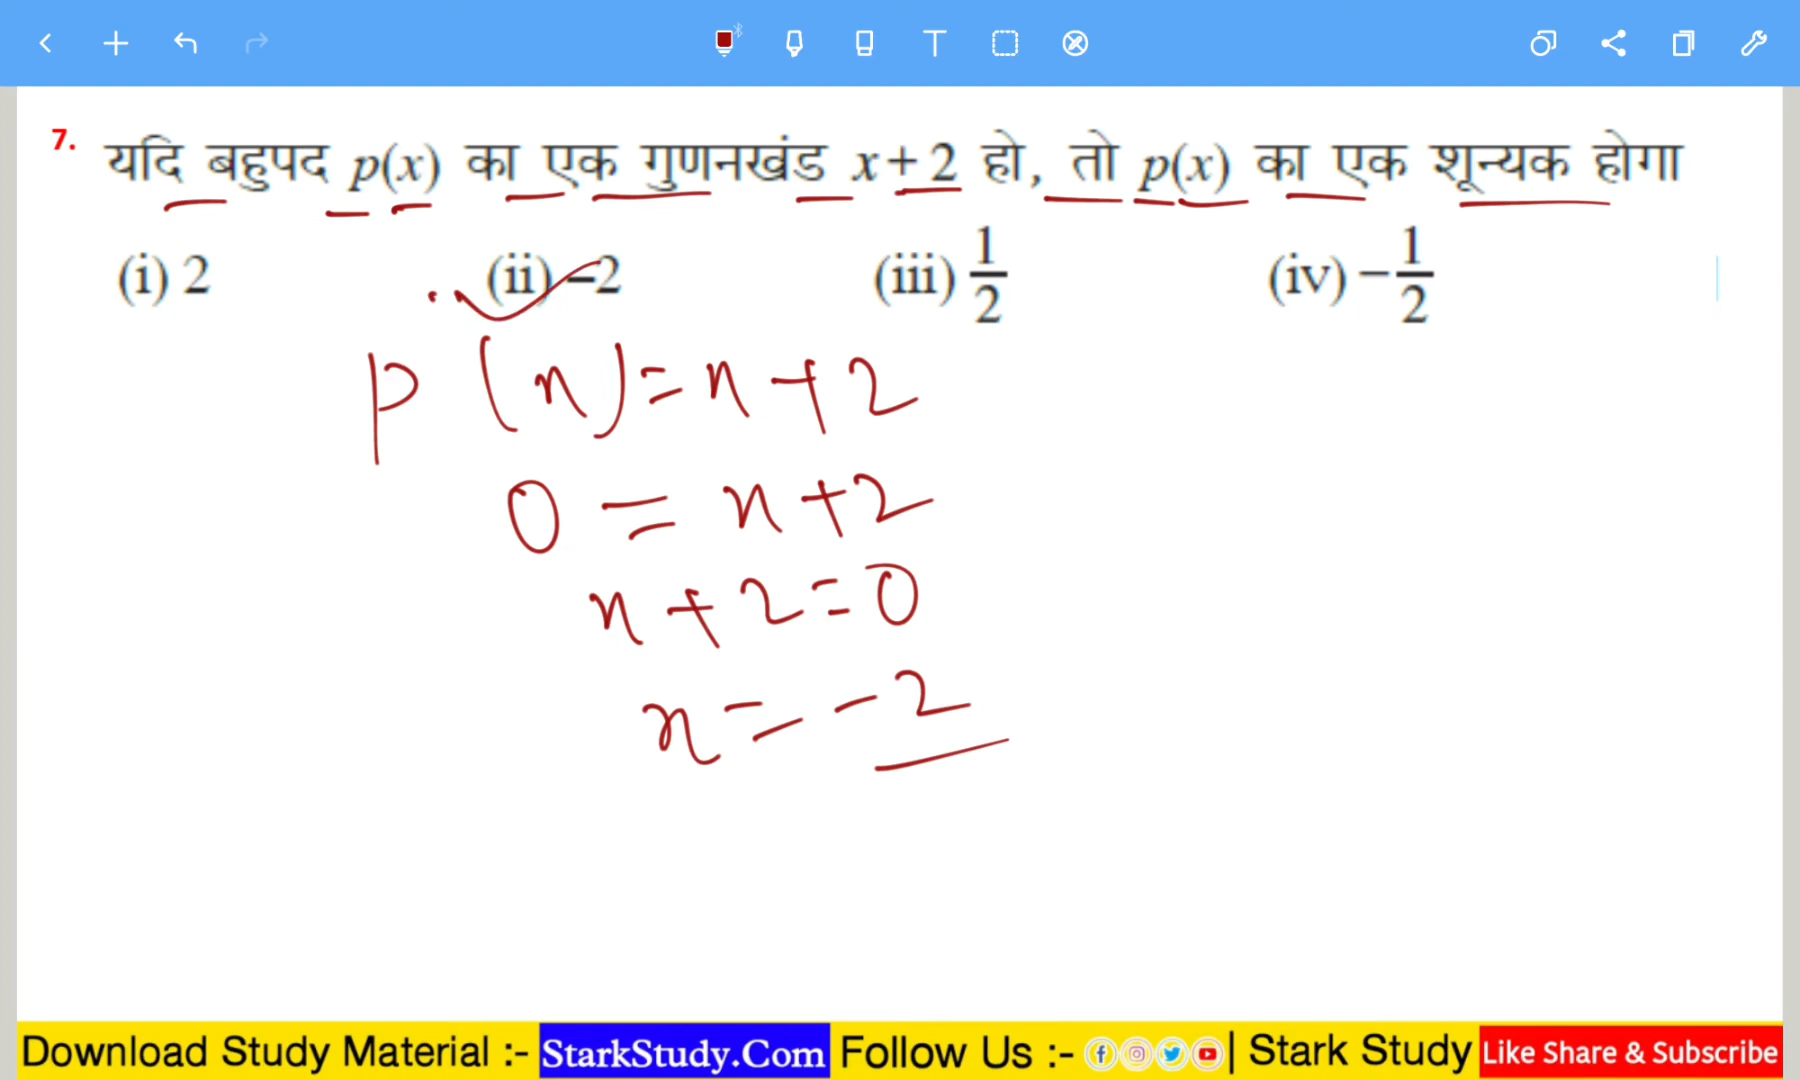 7. यदि बहुपद p(x) का एक गुणनखंड x+2 हो, तो p(x) का एक शून्यक होगा
(i) 2 (ii) –2 (iii) 1/2 (iv) –1/2
p (x) = x + 2
0 = x + 2
x + 2 = 0
x = - 2
Download Study Material :- StarkStudy.Com Follow Us :- | Stark Study Like Share & Subscribe